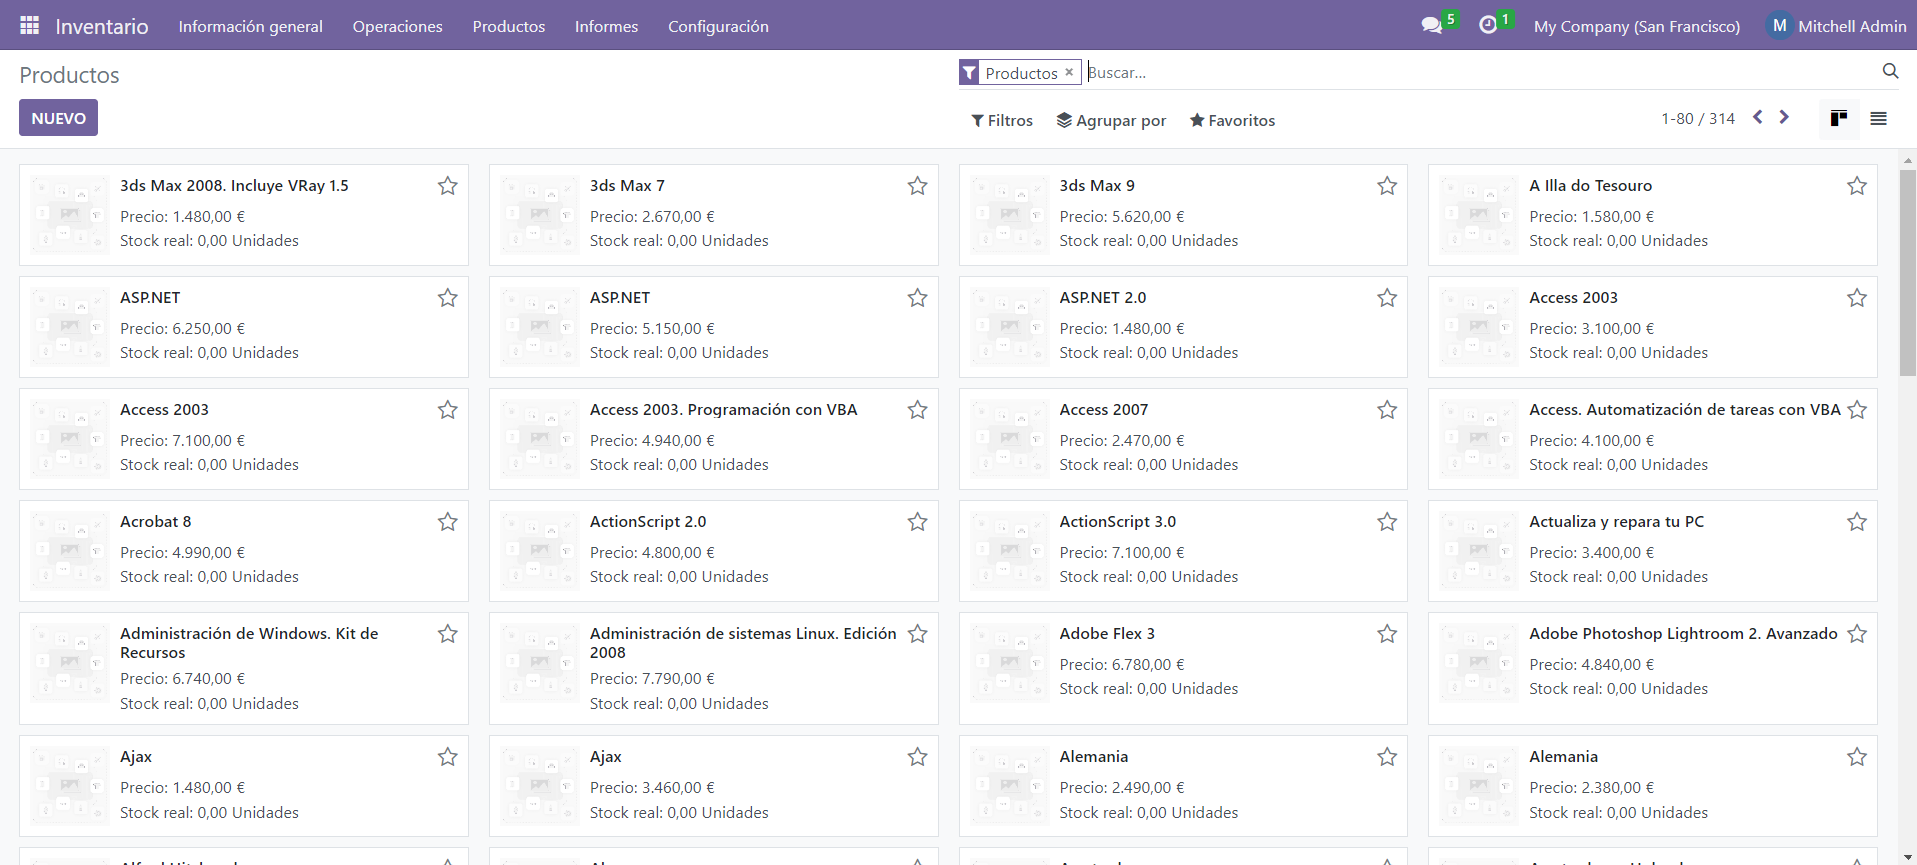 Inventario Información general Operaciones Productos Informes Configuración 5 1 My Company (San Francisco) M Mitchell Admin
Productos
Productos × Buscar...
NUEVO
Filtros Agrupar por Favoritos 1-80 / 314
3ds Max 2008. Incluye VRay 1.5
Precio: 1.480,00 €
Stock real: 0,00 Unidades
3ds Max 7
Precio: 2.670,00 €
Stock real: 0,00 Unidades
3ds Max 9
Precio: 5.620,00 €
Stock real: 0,00 Unidades
A Illa do Tesouro
Precio: 1.580,00 €
Stock real: 0,00 Unidades
ASP.NET
Precio: 6.250,00 €
Stock real: 0,00 Unidades
ASP.NET
Precio: 5.150,00 €
Stock real: 0,00 Unidades
ASP.NET 2.0
Precio: 1.480,00 €
Stock real: 0,00 Unidades
Access 2003
Precio: 3.100,00 €
Stock real: 0,00 Unidades
Access 2003
Precio: 7.100,00 €
Stock real: 0,00 Unidades
Access 2003. Programación con VBA
Precio: 4.940,00 €
Stock real: 0,00 Unidades
Access 2007
Precio: 2.470,00 €
Stock real: 0,00 Unidades
Access. Automatización de tareas con VBA
Precio: 4.100,00 €
Stock real: 0,00 Unidades
Acrobat 8
Precio: 4.990,00 €
Stock real: 0,00 Unidades
ActionScript 2.0
Precio: 4.800,00 €
Stock real: 0,00 Unidades
ActionScript 3.0
Precio: 7.100,00 €
Stock real: 0,00 Unidades
Actualiza y repara tu PC
Precio: 3.400,00 €
Stock real: 0,00 Unidades
Administración de Windows. Kit de
Recursos
Precio: 6.740,00 €
Stock real: 0,00 Unidades
Administración de sistemas Linux. Edición
2008
Precio: 7.790,00 €
Stock real: 0,00 Unidades
Adobe Flex 3
Precio: 6.780,00 €
Stock real: 0,00 Unidades
Adobe Photoshop Lightroom 2. Avanzado
Precio: 4.840,00 €
Stock real: 0,00 Unidades
Ajax
Precio: 1.480,00 €
Stock real: 0,00 Unidades
Ajax
Precio: 3.460,00 €
Stock real: 0,00 Unidades
Alemania
Precio: 2.490,00 €
Stock real: 0,00 Unidades
Alemania
Precio: 2.380,00 €
Stock real: 0,00 Unidades